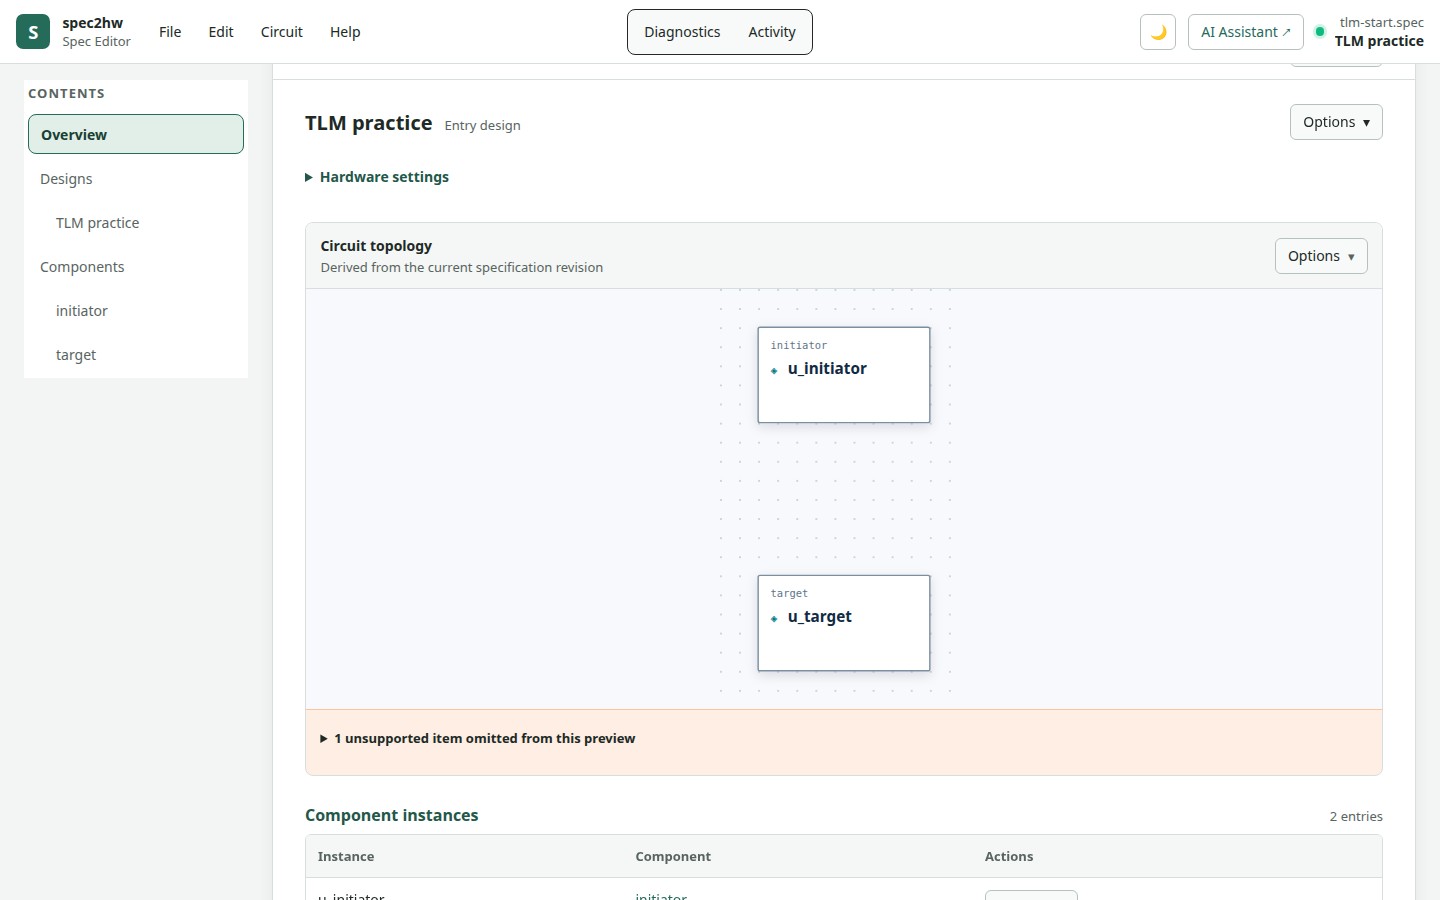 S
spec2hw
Spec Editor
File
Edit
Circuit
Help
Diagnostics
Activity
AI Assistant ↗
tlm-start.spec
TLM practice
CONTENTS
Overview
Designs
TLM practice
Components
initiator
target
TLM practice
Entry design
Options ▾
▶ Hardware settings
Circuit topology
Derived from the current specification revision
Options ▾
initiator
◈ u_initiator
target
◈ u_target
▶ 1 unsupported item omitted from this preview
Component instances
2 entries
Instance
Component
Actions
u_initiator
initiator